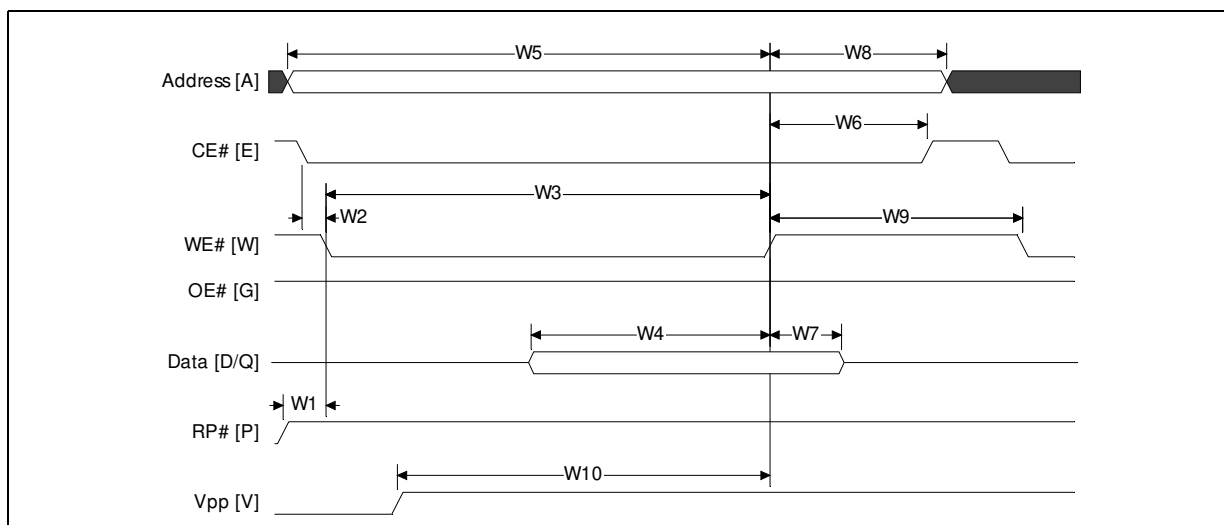 W5
W8
Address [A]
W6
CE# [E]
W3
W2
W9
WE# [W]
OE# [G]
W4
W7
Data [D/Q]
W1
RP# [P]
W10
Vpp [V]